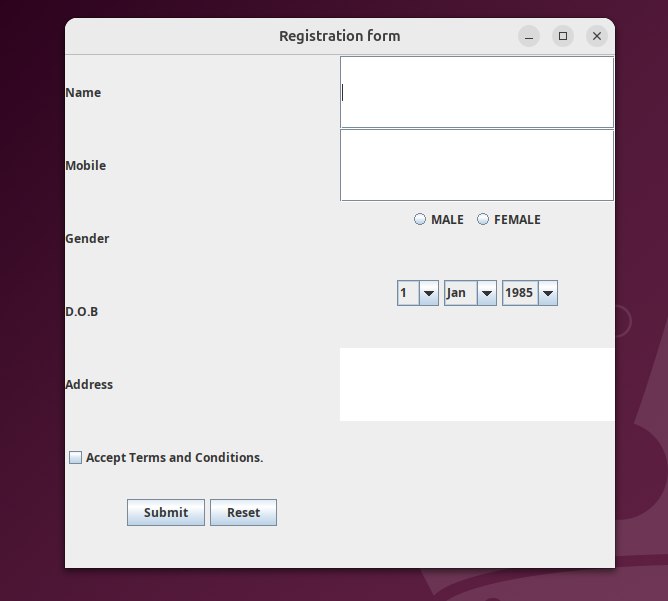 Registration form
Name
Mobile
Gender
MALE FEMALE
D.O.B
1 Jan 1985
Address
Accept Terms and Conditions.
Submit Reset